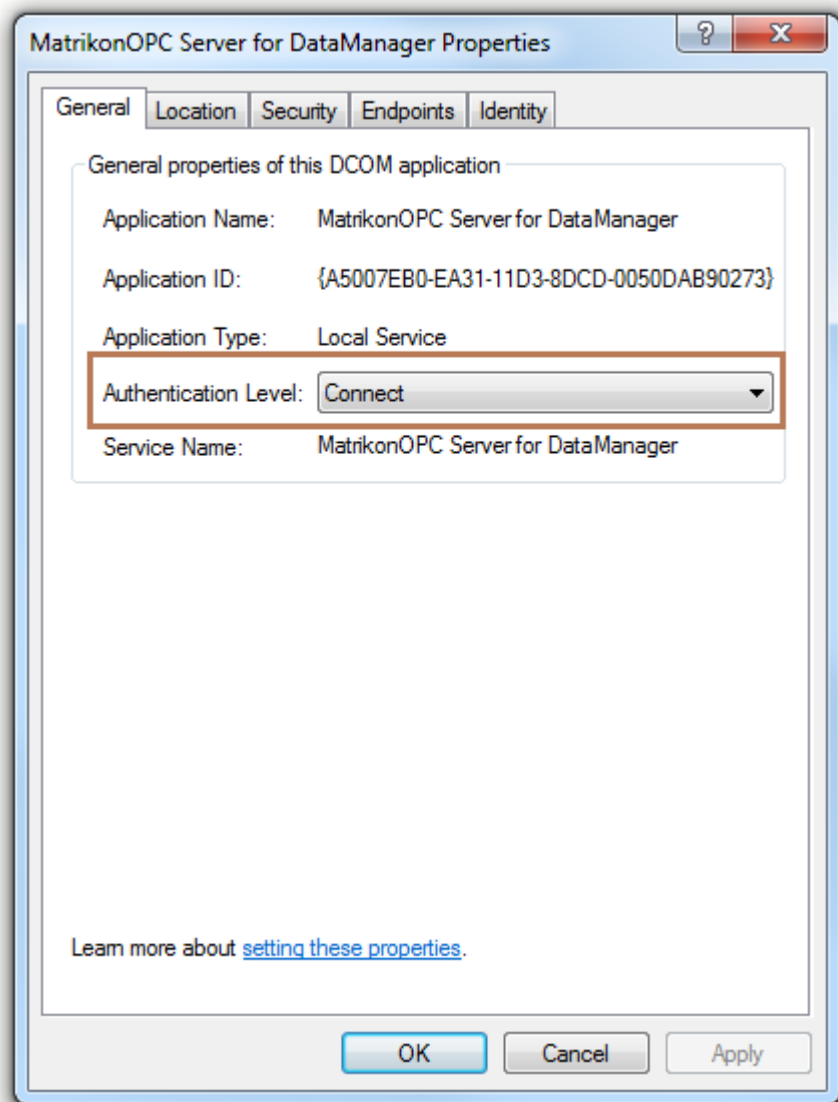 MatrikonOPC Server for DataManager Properties
General Location Security Endpoints Identity
General properties of this DCOM application
Application Name: MatrikonOPC Server for DataManager
Application ID: {A5007EB0-EA31-11D3-8DCD-0050DAB90273}
Application Type: Local Service
Authentication Level: Connect
Service Name: MatrikonOPC Server for DataManager
Learn more about setting these properties.
OK Cancel Apply